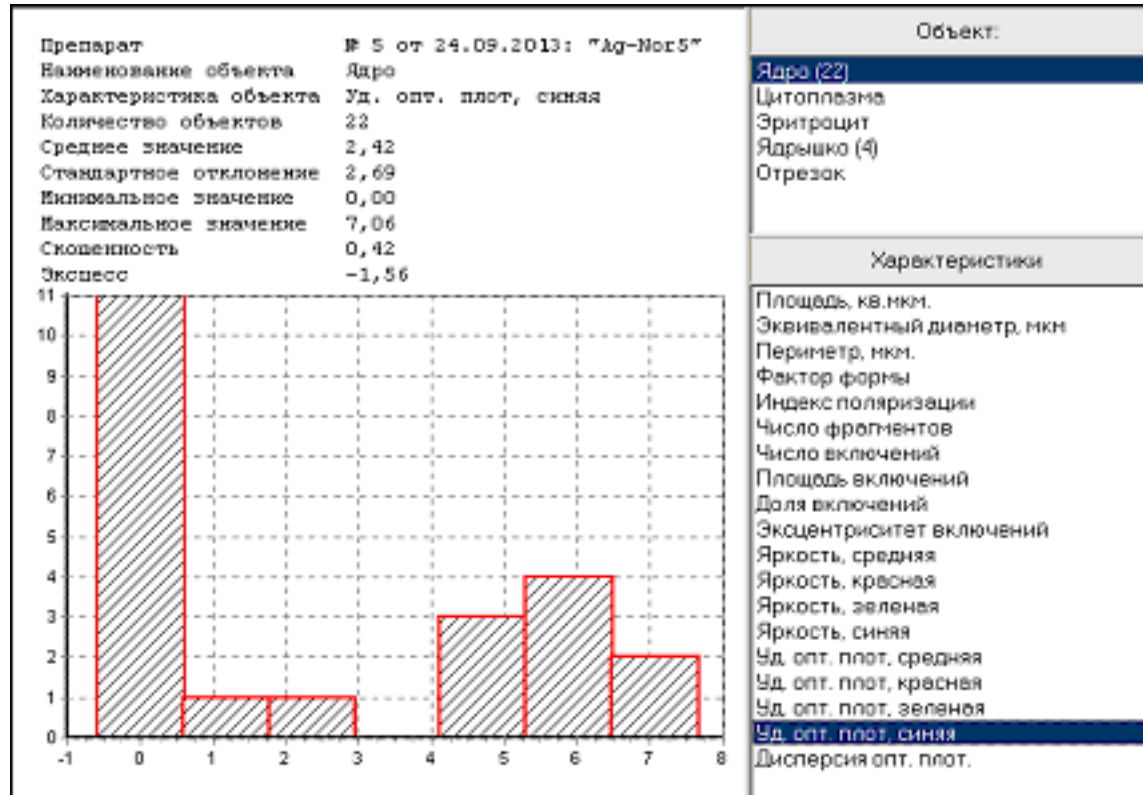 Препарат № 5 от 24.09.2013: "Ag-Nor5"
Наименование объекта Ядро
Характеристика объекта Уд. опт. плот, синяя
Количество объектов 22
Среднее значение 2,42
Стандартное отклонение 2,69
Минимальное значение 0,00
Максимальное значение 7,06
Скошенность 0,42
Эксцесс -1,56
11
10
9
8
7
6
5
4
3
2
1
0
-1 0 1 2 3 4 5 6 7 8
Объект:
Ядро (22)
Цитоплазма
Эритроцит
Ядрышко (4)
Отрезок
Характеристики
Площадь, кв.мкм.
Эквивалентный диаметр, мкм
Периметр, мкм.
Фактор формы
Индекс поляризации
Число фрагментов
Число включений
Площадь включений
Доля включений
Эксцентриситет включений
Яркость, средняя
Яркость, красная
Яркость, зеленая
Яркость, синяя
Уд. опт. плот, средняя
Уд. опт. плот, красная
Уд. опт. плот, зеленая
Уд. опт. плот, синяя
Дисперсия опт. плот.